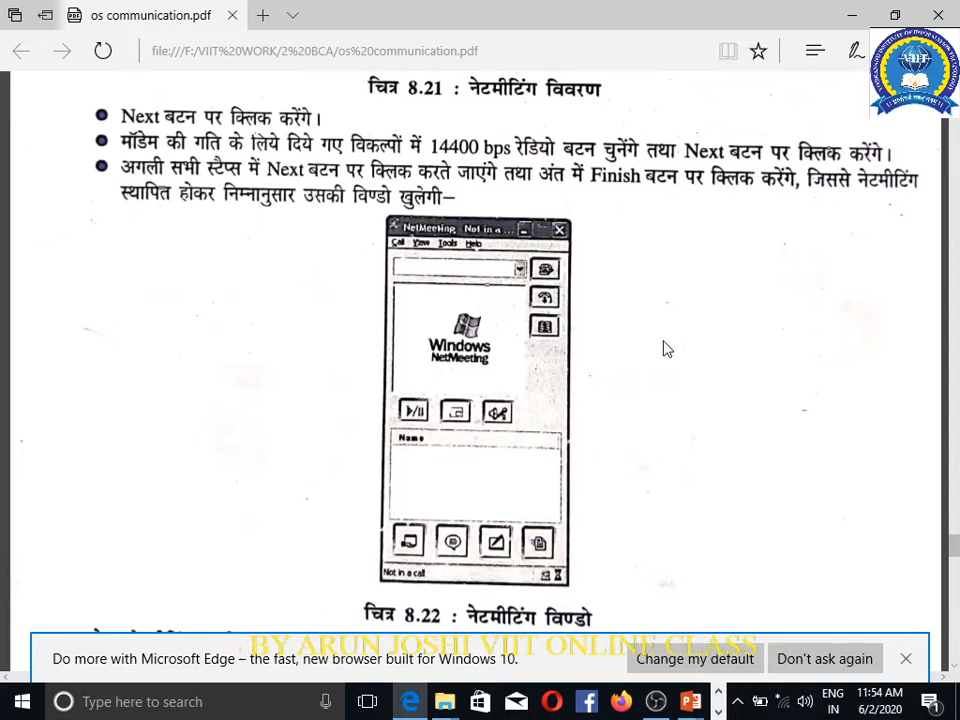 os communication.pdf
file:///F:/VIIT%20WORK/2%20BCA/os%20communication.pdf
VIIT
चित्र 8.21 : नेटमीटिंग विवरण
Next बटन पर क्लिक करेंगे।
मॉडेम की गति के लिये दिये गए विकल्पों में 14400 bps रेडियो बटन चुनेंगे तथा Next बटन पर क्लिक करेंगे।
अगली सभी स्टैप्स में Next बटन पर क्लिक करते जाएंगे तथा अंत में Finish बटन पर क्लिक करेंगे, जिससे नेटमीटिंग
स्थापित होकर निम्नानुसार उसकी विण्डो खुलेगी–
NetMeeting Not in a ...
Call View Tools Help
Windows
NetMeeting
Name
Not in a call
चित्र 8.22 : नेटमीटिंग विण्डो
BY ARUN JOSHI VIIT ONLINE CLASS
Do more with Microsoft Edge – the fast, new browser built for Windows 10.
Change my default
Don't ask again
Type here to search
ENG
IN
11:54 AM
6/2/2020
1